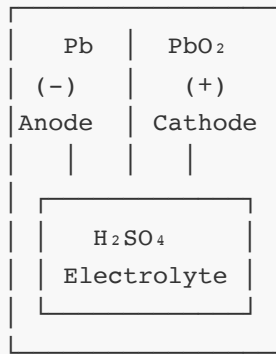 Pb PbO₂
(-) (+)
Anode Cathode
H₂SO₄
Electrolyte